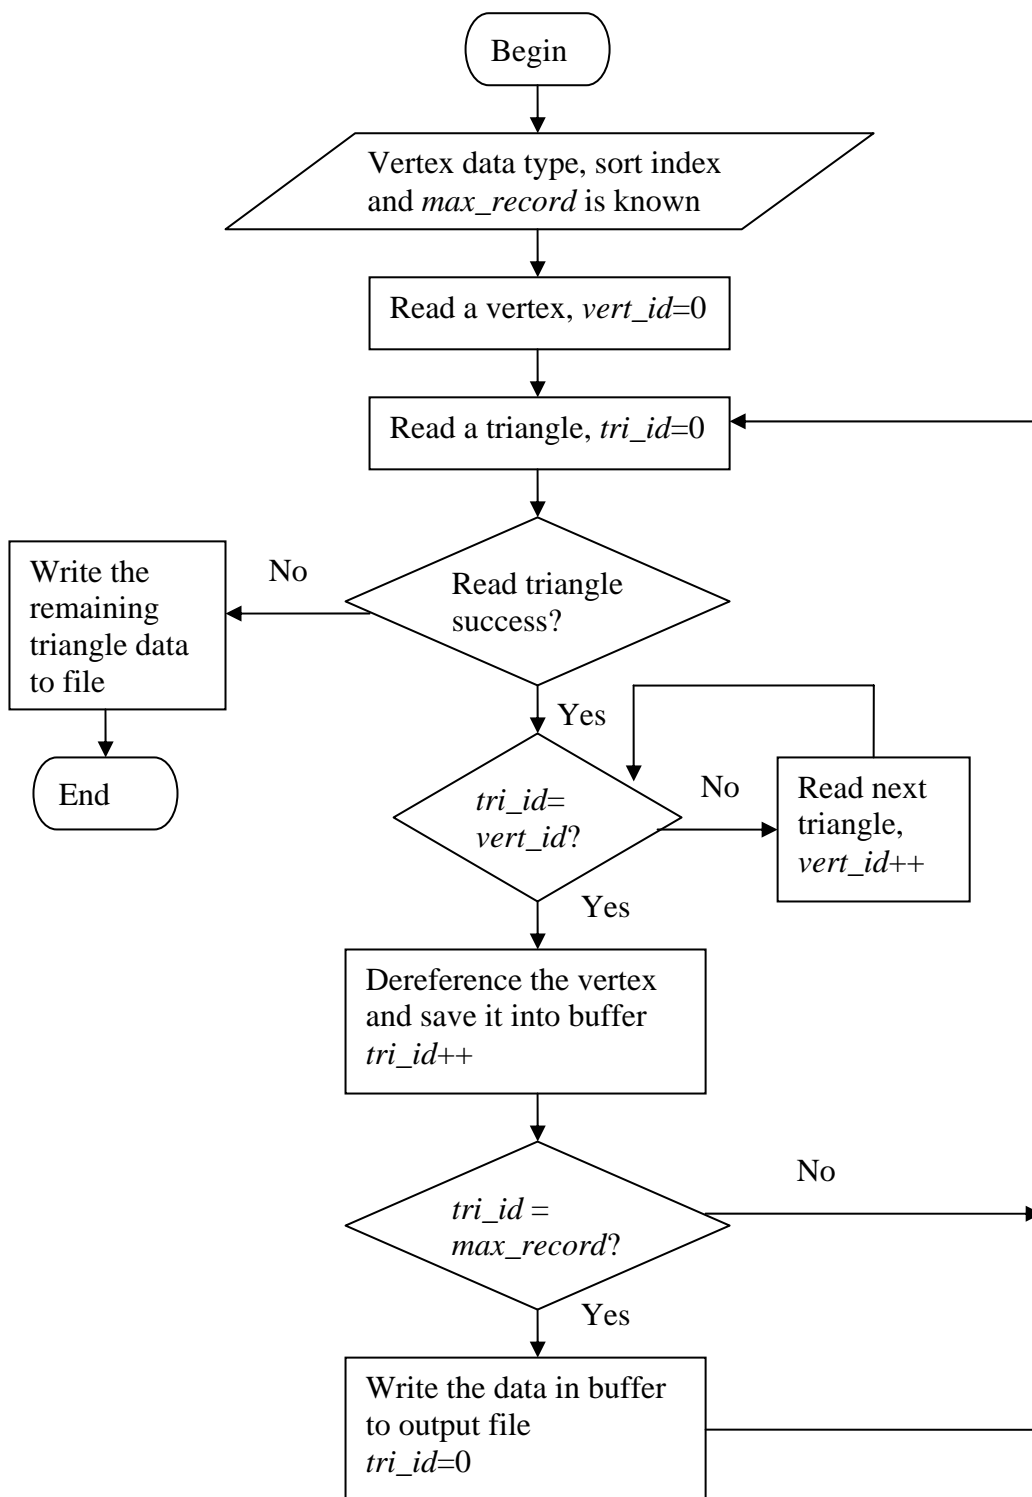 Begin
Vertex data type, sort index
and max_record is known
Read a vertex, vert_id=0
Read a triangle, tri_id=0
Read triangle
success?
No
Write the
remaining
triangle data
to file
End
Yes
tri_id=
vert_id?
No
Read next
triangle,
vert_id++
Yes
Dereference the vertex
and save it into buffer
tri_id++
tri_id =
max_record?
No
Yes
Write the data in buffer
to output file
tri_id=0